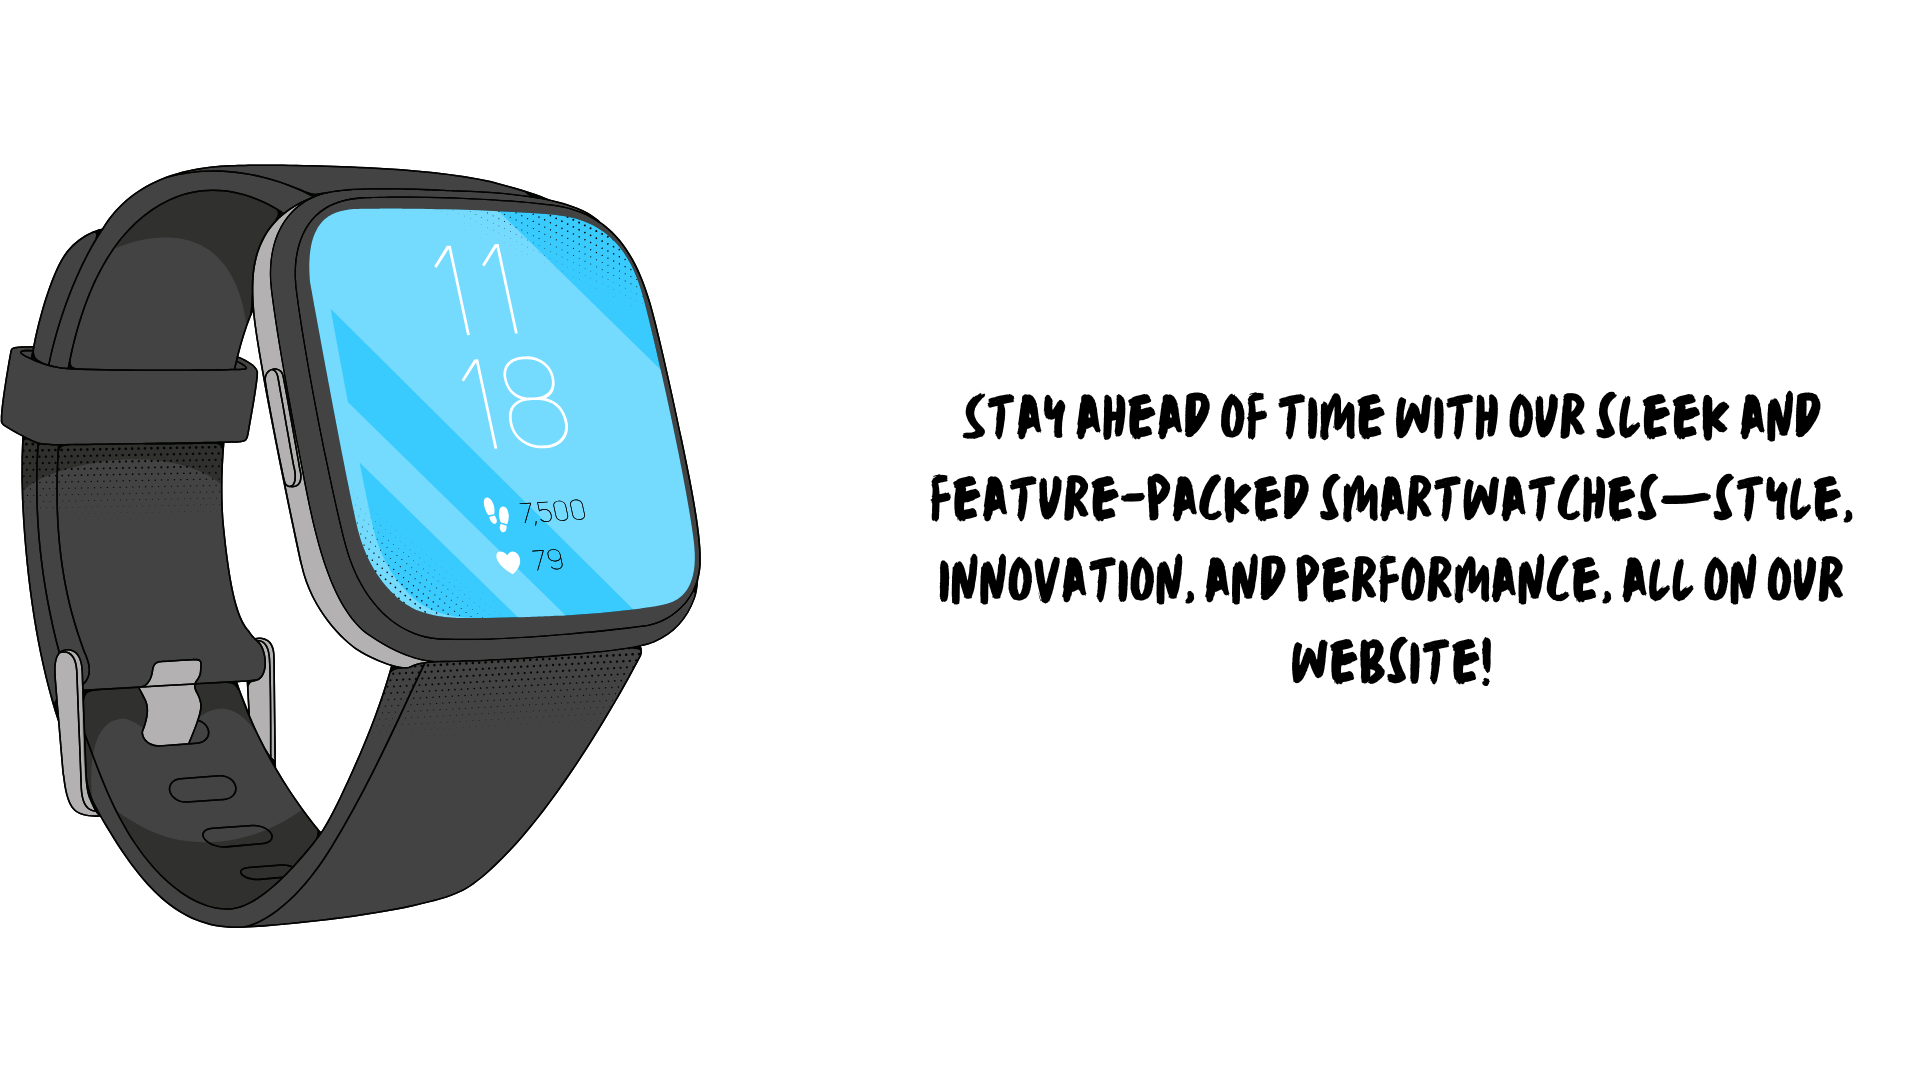 11
18
7,500
79
STAY AHEAD OF TIME WITH OUR SLEEK AND
FEATURE-PACKED SMARTWATCHES—STYLE,
INNOVATION, AND PERFORMANCE, ALL ON OUR
WEBSITE!